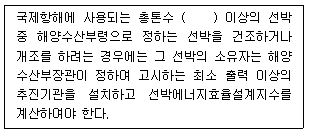 국제항해에 사용되는 총톤수 (    ) 이상의 선박
중 해양수산부령으로 정하는 선박을 건조하거나
개조를 하려는 경우에는 그 선박의 소유자는 해양
수산부장관이 정하여 고시하는 최소 출력 이상의
추진기관을 설치하고 선박에너지효율설계지수를
계산하여야 한다.